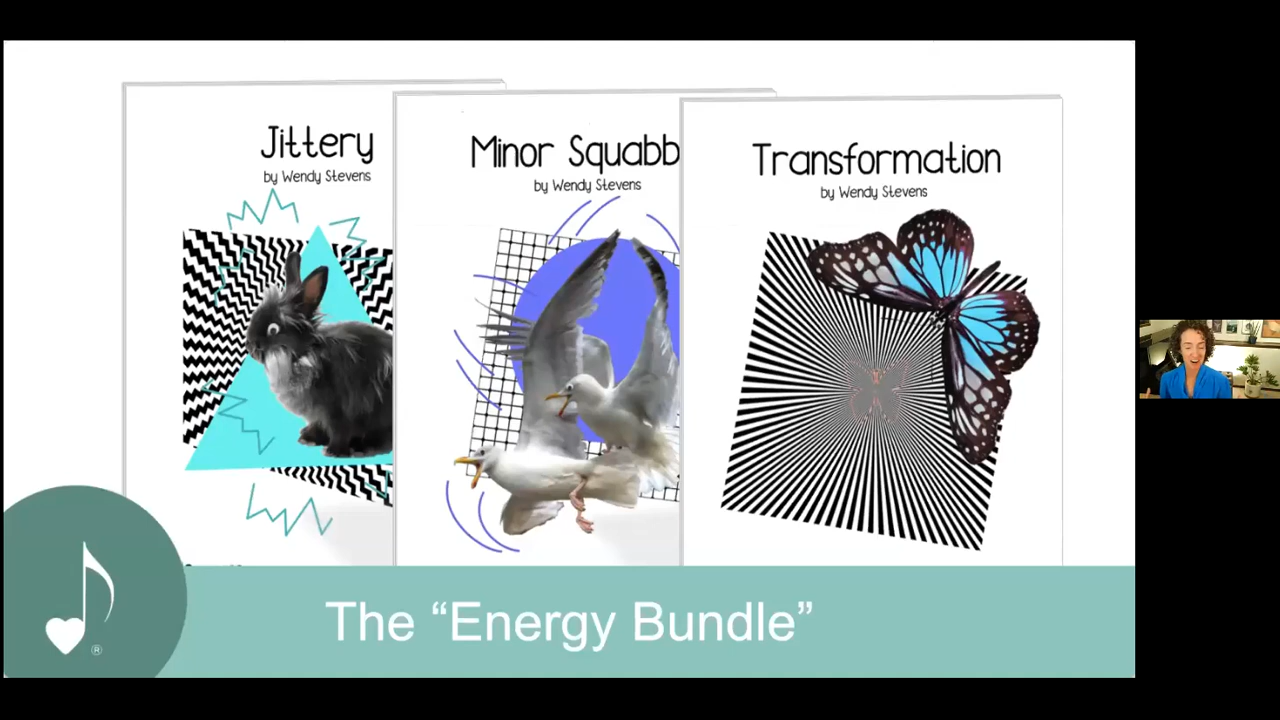 Jittery
by Wendy Stevens
Minor Squabb
by Wendy Stevens
Transformation
by Wendy Stevens
The “Energy Bundle”
®